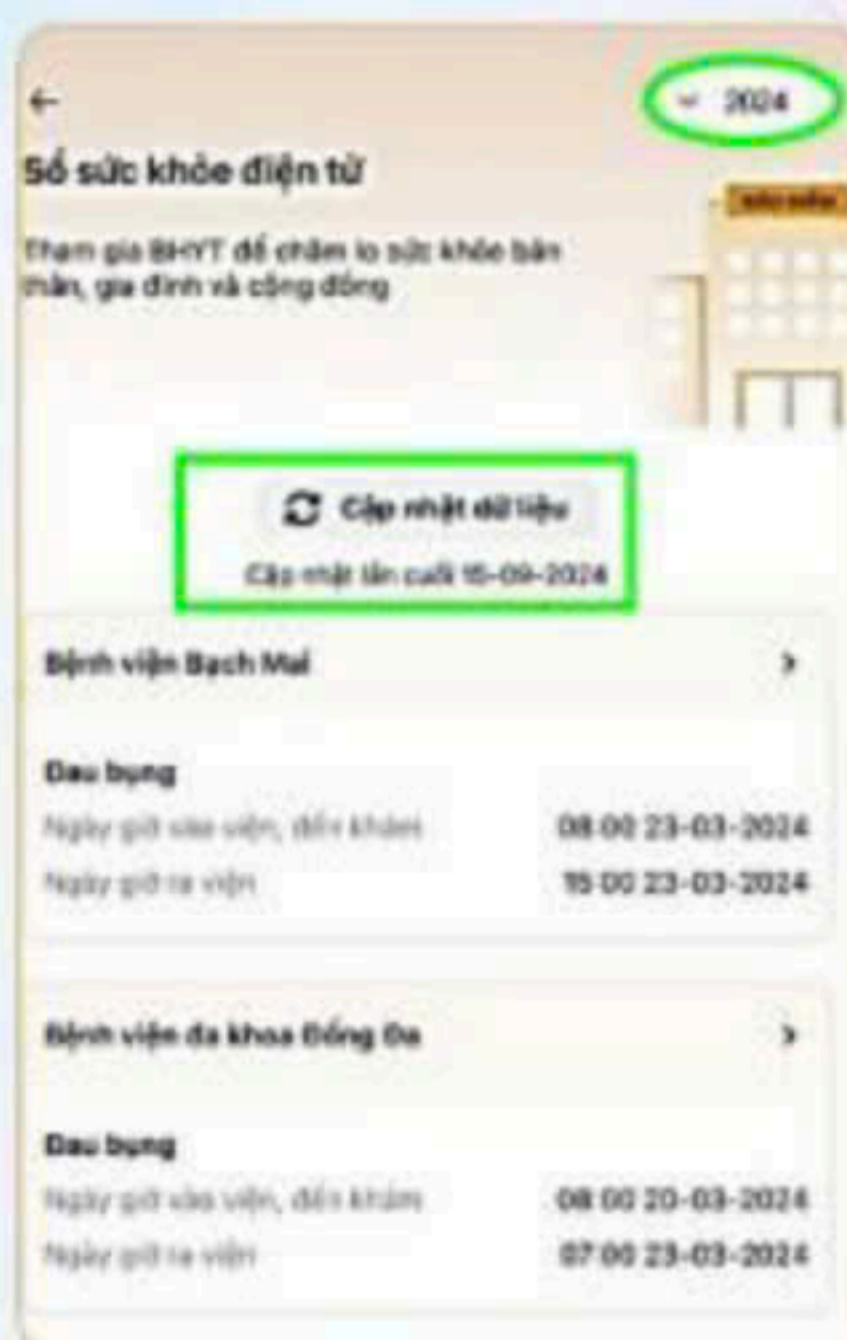 2024
Sổ sức khỏe điện tử
Tham gia BHYT để chăm lo sức khỏe bản
thân, gia đình và cộng đồng
Cập nhật dữ liệu
Cập nhật lần cuối 15-09-2024
Bệnh viện Bạch Mai
Đau bụng
Ngày giờ vào viện, đến khám 08:00 23-03-2024
Ngày giờ ra viện 15:00 23-03-2024
Bệnh viện đa khoa Đống Đa
Đau bụng
Ngày giờ vào viện, đến khám 08:00 20-03-2024
Ngày giờ ra viện 07:00 23-03-2024